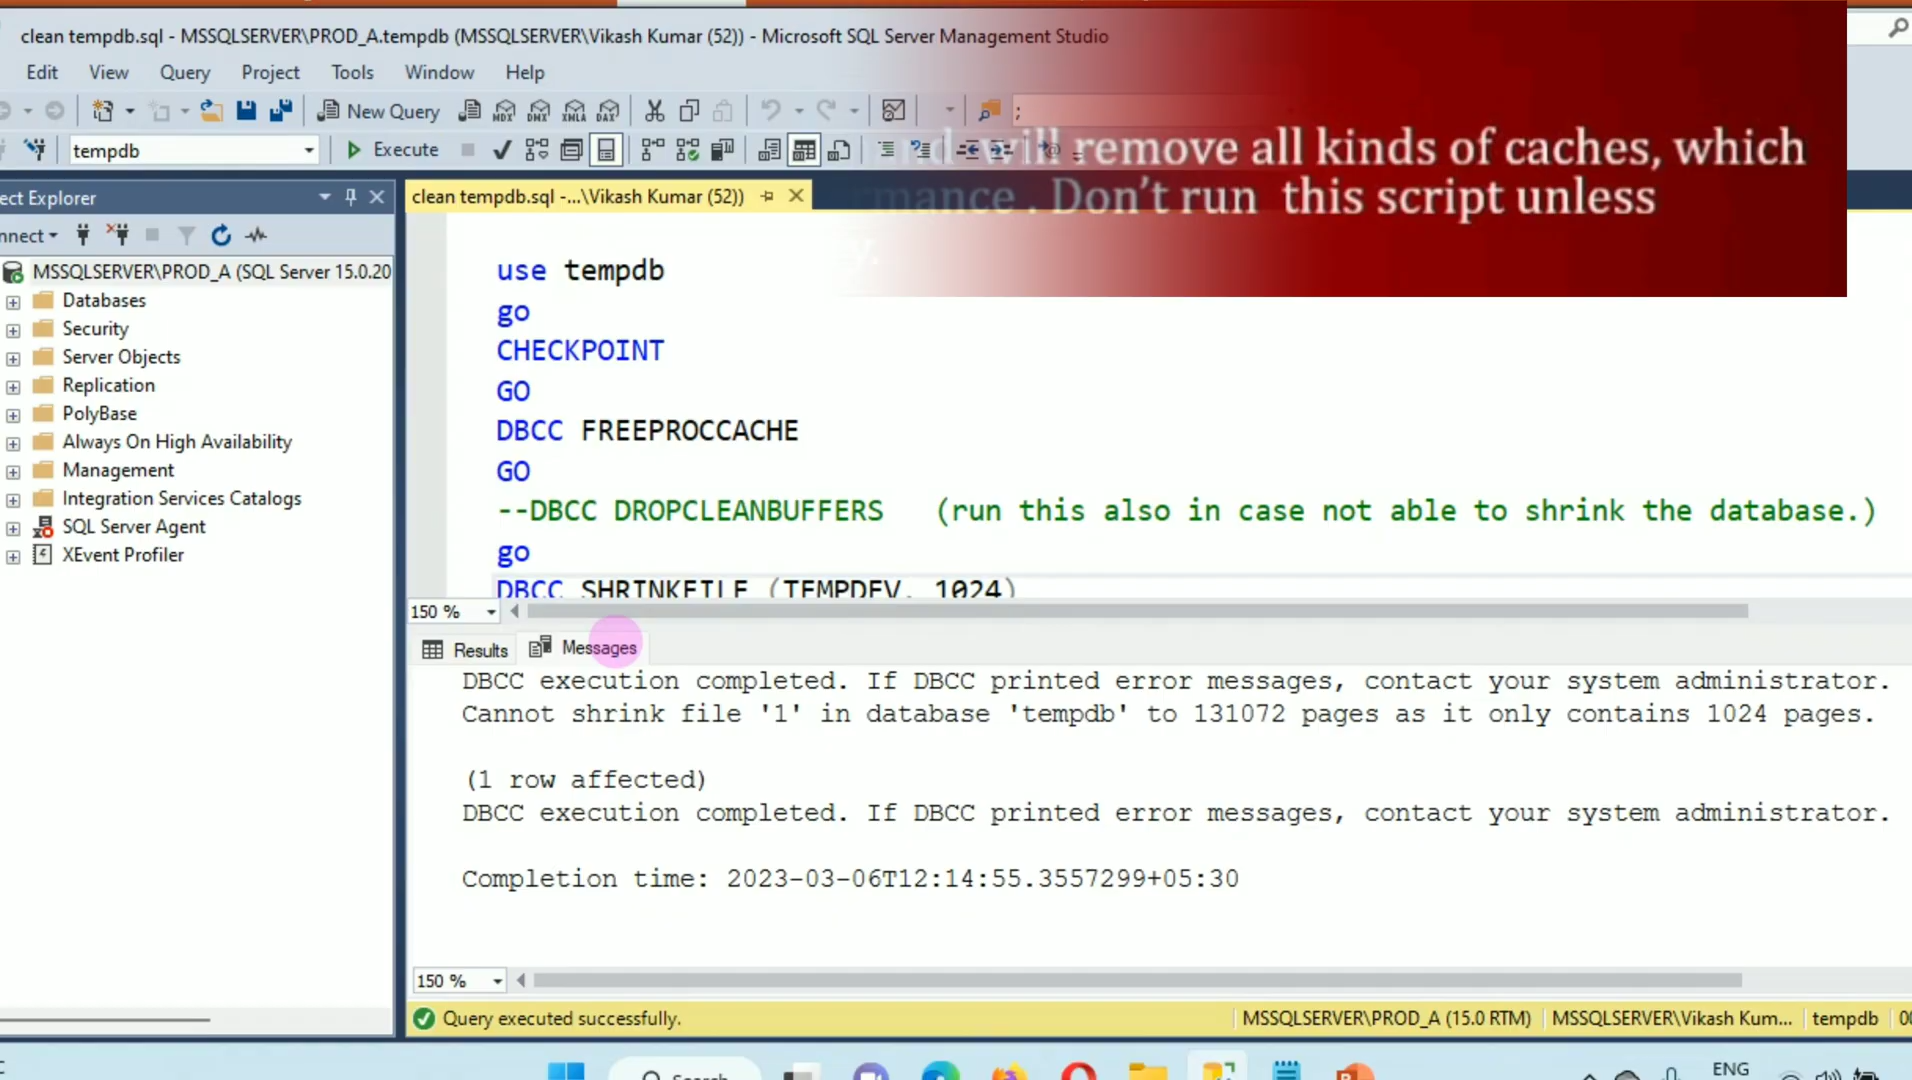 clean tempdb.sql - MSSQLSERVER\PROD_A.tempdb (MSSQLSERVER\Vikash Kumar (52)) - Microsoft SQL Server Management Studio
Edit View Query Project Tools Window Help
New Query
;
tempdb
Execute
will remove all kinds of caches, which
rmance . Don’t run this script unless
y.
ect Explorer
clean tempdb.sql -...\Vikash Kumar (52))
nnect
MSSQLSERVER\PROD_A (SQL Server 15.0.20
Databases
Security
Server Objects
Replication
PolyBase
Always On High Availability
Management
Integration Services Catalogs
SQL Server Agent
XEvent Profiler
use tempdb
go
CHECKPOINT
GO
DBCC FREEPROCCACHE
GO
--DBCC DROPCLEANBUFFERS (run this also in case not able to shrink the database.)
go
DBCC SHRINKFILE (TEMPDEV, 1024)
150 %
Results Messages
DBCC execution completed. If DBCC printed error messages, contact your system administrator.
Cannot shrink file '1' in database 'tempdb' to 131072 pages as it only contains 1024 pages.
(1 row affected)
DBCC execution completed. If DBCC printed error messages, contact your system administrator.
Completion time: 2023-03-06T12:14:55.3557299+05:30
150 %
Query executed successfully.
MSSQLSERVER\PROD_A (15.0 RTM) MSSQLSERVER\Vikash Kum... tempdb 00
Search
ENG